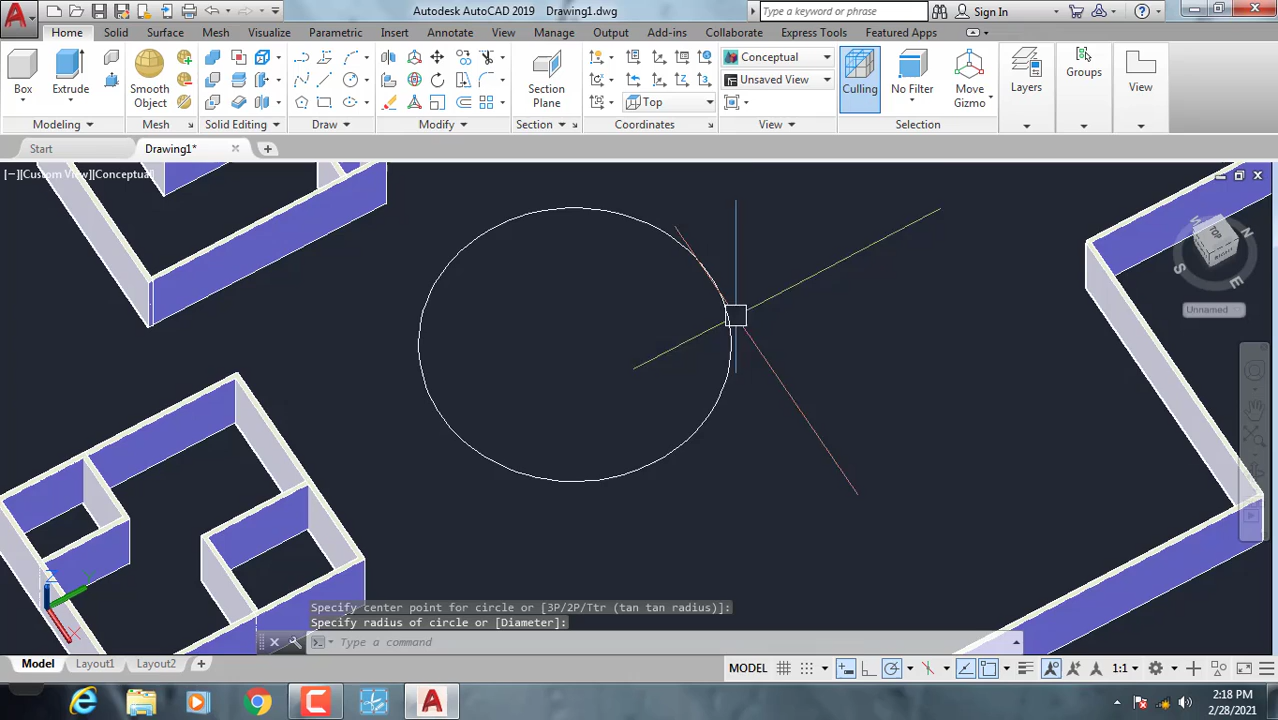 Autodesk AutoCAD 2019 Drawing1.dwg
Type a keyword or phrase
Sign In
Home Solid Surface Mesh Visualize Parametric Insert Annotate View Manage Output Add-ins Collaborate Express Tools Featured Apps
Box
Extrude
Smooth Object
Section Plane
Top
Conceptual
Unsaved View
Culling
No Filter
Move Gizmo
Layers
Groups
View
Modeling Mesh Solid Editing Draw Modify Section Coordinates View Selection
Start
Drawing1*
[−][Custom View][Conceptual]
TOP
N
W
S
E
Unnamed
Z
X
Specify center point for circle or [3P/2P/Ttr (tan tan radius)]:
Specify radius of circle or [Diameter]:
Type a command
Model Layout1 Layout2
MODEL
1:1
2:18 PM
2/28/2021